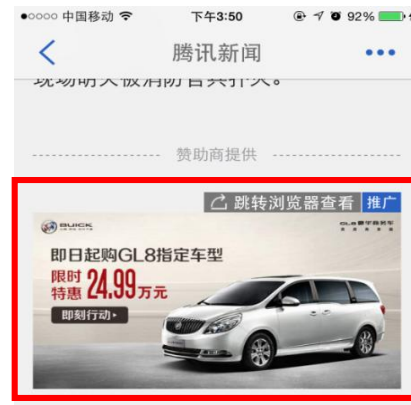 中国移动 下午3:50 92%
腾讯新闻
赞助商提供
跳转浏览器查看 推广
BUICK
即日起购GL8指定车型
限时
特惠 24.99万元
即刻行动